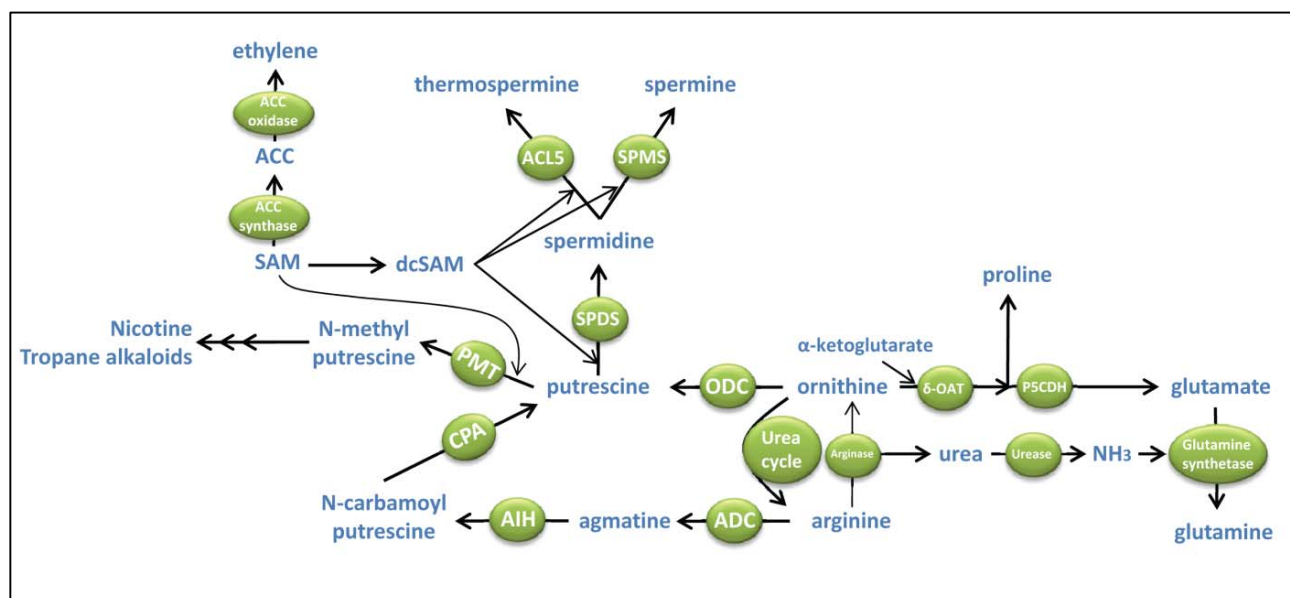 ethylene
ACC
oxidase
ACC
ACC
synthase
SAM
dcSAM
thermospermine
spermine
ACL5
SPMS
spermidine
SPDS
Nicotine
Tropane alkaloids
N-methyl
putrescine
PMT
putrescine
ODC
ornithine
α-ketoglutarate
δ-OAT
proline
P5CDH
glutamate
CPA
Urea
cycle
Arginase
urea
Urease
NH3
Glutamine
synthetase
N-carbamoyl
putrescine
AIH
agmatine
ADC
arginine
glutamine